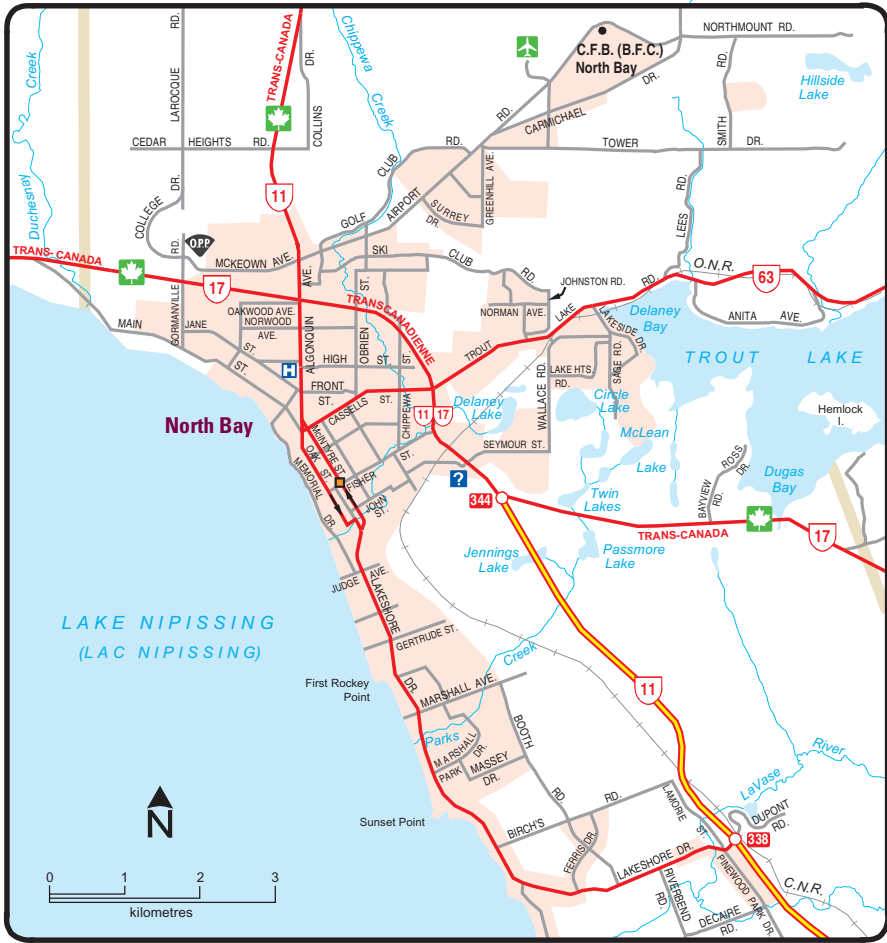 Creek
Duchesnay
RD.
LAROCQUE
DR.
TRANS-CANADA
DR.
COLLINS
Chippewa
Creek
C.F.B. (B.F.C.)
North Bay
NORTHMOUNT RD.
RD.
SMITH
Hillside
Lake
CEDAR HEIGHTS RD.
11
CLUB
RD.
RD.
CARMICHAEL
DR.
TOWER DR.
COLLEGE
RD.
O.P.P.
GOLF
AIRPORT
SURREY
DR.
GREENHILL AVE.
LEES RD.
TRANS-CANADA
17
MCKEOWN AVE.
AVE.
SKI CLUB RD.
JOHNSTON RD.
O.N.R.
63
GORMANVILLE
MAIN
ST.
JANE
ST.
OAKWOOD AVE.
NORWOOD
AVE.
ALGONQUIN
TRANSCANADIENNE
OBRIEN
ST.
NORMAN AVE.
TROUT LAKE RD.
LAKESIDE DR.
Delaney
Bay
ANITA AVE.
TROUT LAKE
H
HIGH ST.
FRONT
ST.
CASSELLS ST.
CHIPPEWA
ST.
WALLACE RD.
LAKE HTS.
RD.
SAGE RD.
Circle
Lake
Hemlock
I.
North Bay
11 17
Delaney
Lake
McLean
Lake
MCINTYRE ST.
OAK ST.
FISHER
ST.
SEYMOUR ST.
?
MEMORIAL
DR.
JOHN
ST.
344
Twin
Lakes
BAYVIEW
RD.
ROSS
DR.
Dugas
Bay
TRANS-CANADA
17
Jennings
Lake
Passmore
Lake
JUDGE AVE.
LAKESHORE
DR.
GERTRUDE ST.
LAKE NIPISSING
(LAC NIPISSING)
First Rockey
Point
Creek
Parks
11
MARSHALL AVE.
BOOTH
RD.
MARSHALL
PARK
DR.
MASSEY
DR.
River
LaVase
N
Sunset Point
BIRCH'S RD.
LAMORIE
ST.
DUPONT
RD.
338
FERRIS DR.
LAKESHORE DR.
RIVERBEND
RD.
PINEWOOD PARK DR.
DECAIRE
RD.
C.N.R.
0 1 2 3
kilometres